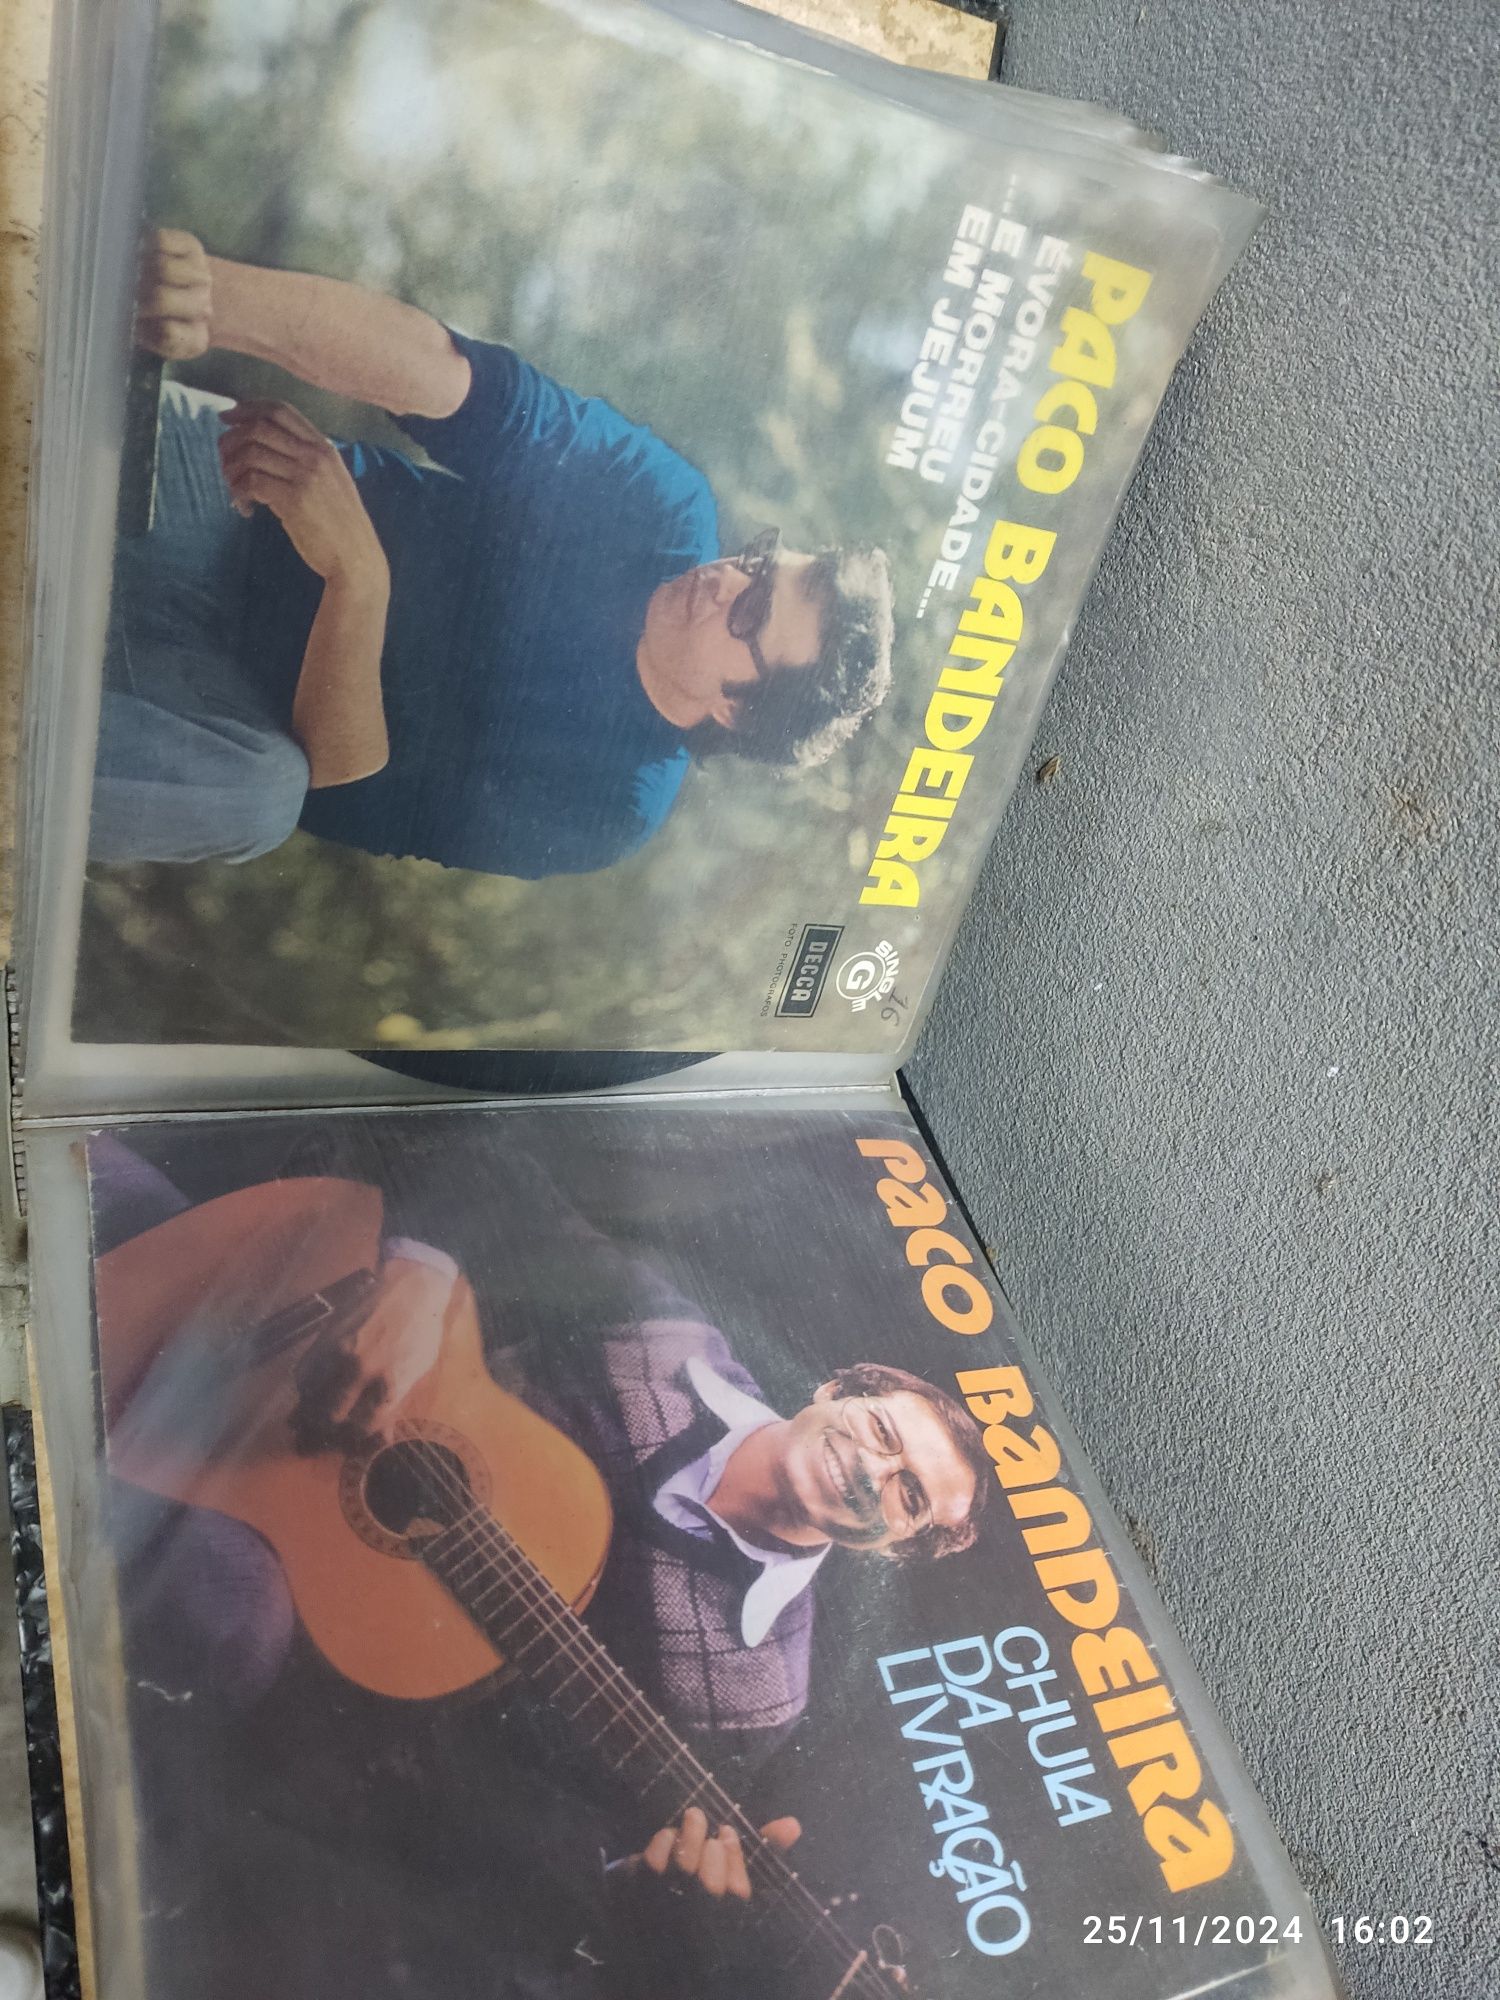 PACO BANDEIRA
ÉVORA-CIDADE...
...E MORREU
EM JEJUM
SINGLE
G
16
DECCA
FOTO PHOTOGRAFOS
PACO BANDEIRA
CHULA
DA
LIVRAÇÃO
25/11/2024 16:02